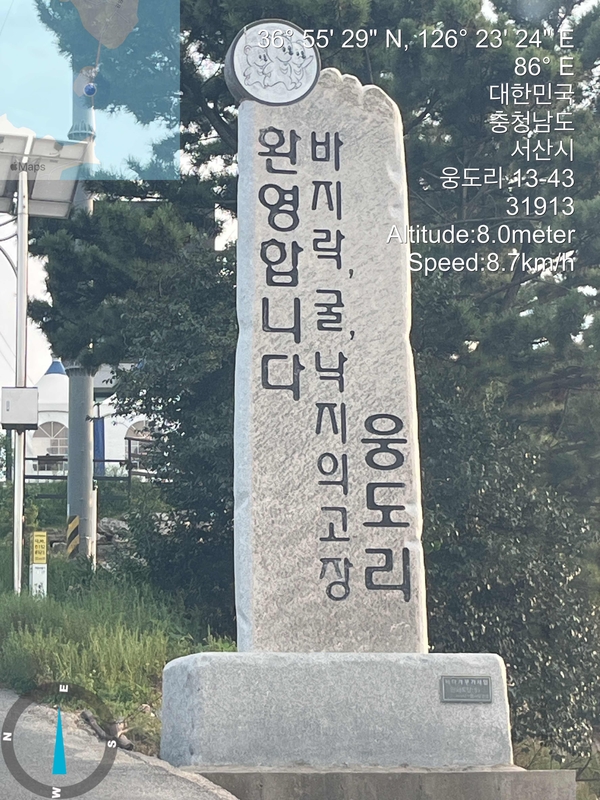 36° 55' 29" N, 126° 23' 24" E
86° E
대한민국
충청남도
서산시
웅도리 13-43
31913
Altitude:8.0meter
Speed:8.7km/h
Maps
환영합니다
바지락, 굴, 낙지의고장
웅도리
E
N
S
W